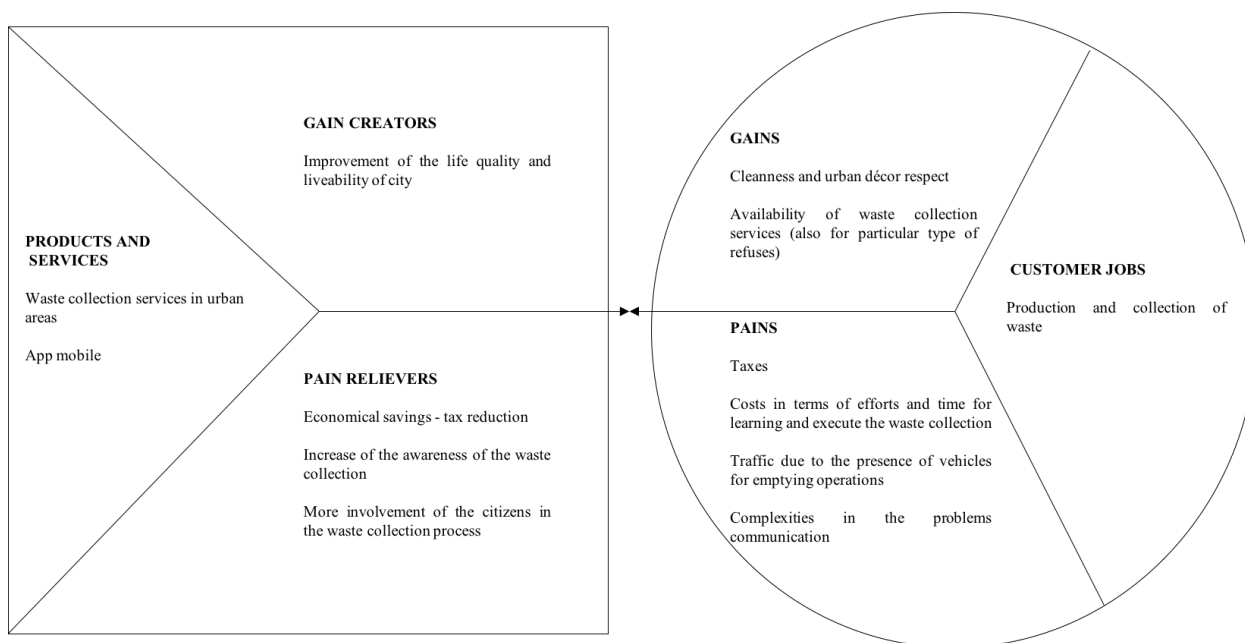 PRODUCTS AND
SERVICES
Waste collection services in urban
areas
App mobile
GAIN CREATORS
Improvement of the life quality and
liveability of city
PAIN RELIEVERS
Economical savings - tax reduction
Increase of the awareness of the waste
collection
More involvement of the citizens in
the waste collection process
GAINS
Cleanness and urban décor respect
Availability of waste collection
services (also for particular type of
refuses)
PAINS
Taxes
Costs in terms of efforts and time for
learning and execute the waste collection
Traffic due to the presence of vehicles
for emptying operations
Complexities in the problems
communication
CUSTOMER JOBS
Production and collection of
waste